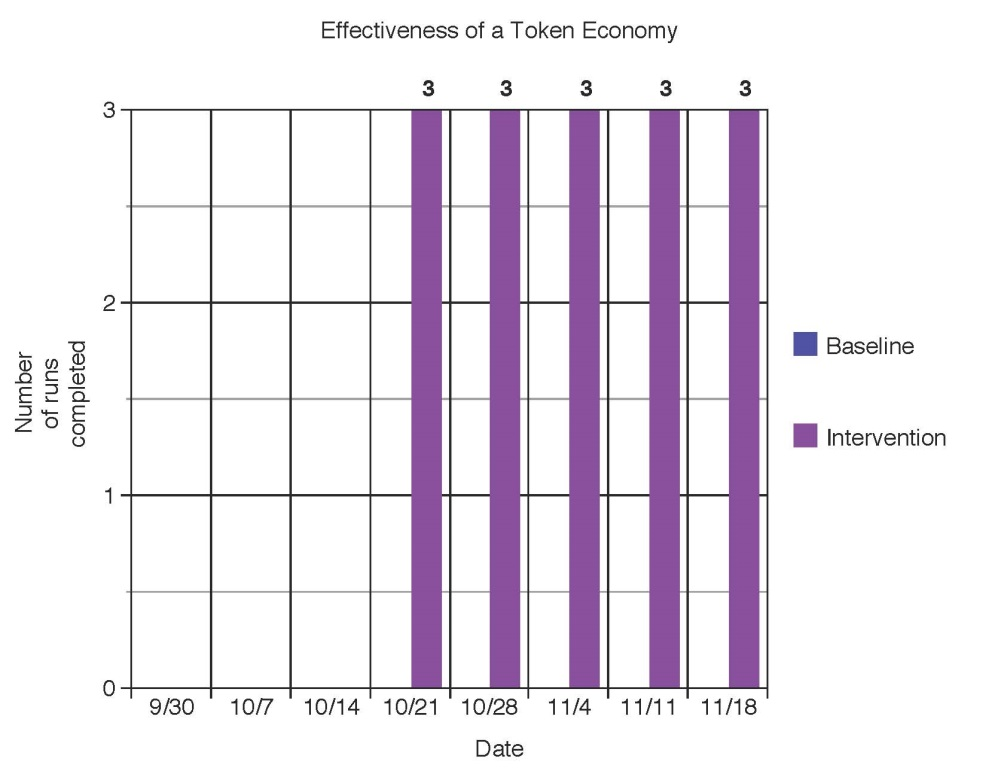 Effectiveness of a Token Economy
3 3 3 3 3
3
2
1
0
Number
of runs
completed
9/30 10/7 10/14 10/21 10/28 11/4 11/11 11/18
Date
Baseline
Intervention